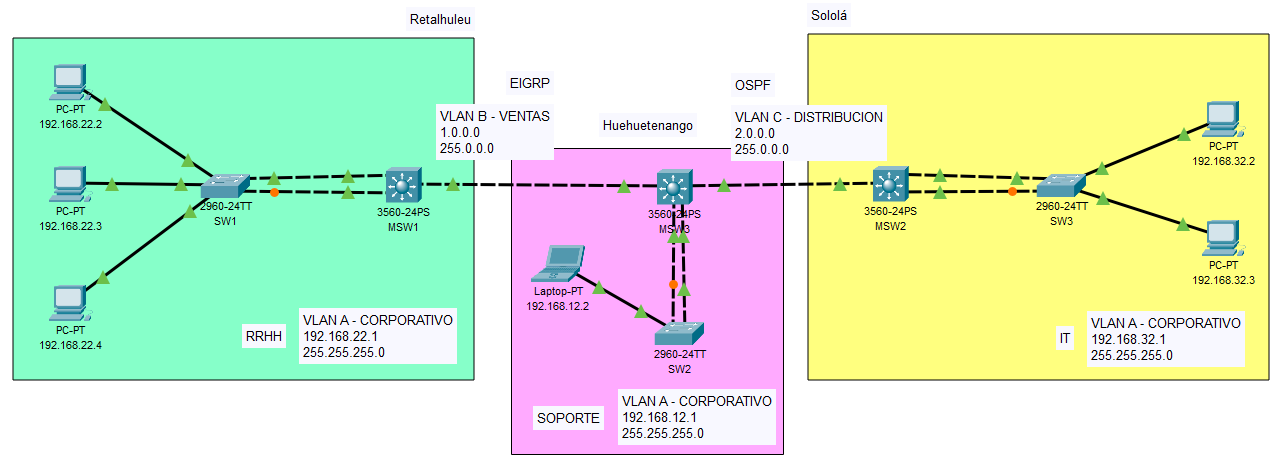 Retalhuleu
PC-PT
192.168.22.2
PC-PT
192.168.22.3
PC-PT
192.168.22.4
2960-24TT
SW1
3560-24PS
MSW1
RRHH
VLAN A - CORPORATIVO
192.168.22.1
255.255.255.0
EIGRP
VLAN B - VENTAS
1.0.0.0
255.0.0.0
Huehuetenango
3560-24PS
MSW3
Laptop-PT
192.168.12.2
2960-24TT
SW2
SOPORTE
VLAN A - CORPORATIVO
192.168.12.1
255.255.255.0
OSPF
VLAN C - DISTRIBUCION
2.0.0.0
255.0.0.0
Sololá
3560-24PS
MSW2
2960-24TT
SW3
PC-PT
192.168.32.2
PC-PT
192.168.32.3
IT
VLAN A - CORPORATIVO
192.168.32.1
255.255.255.0